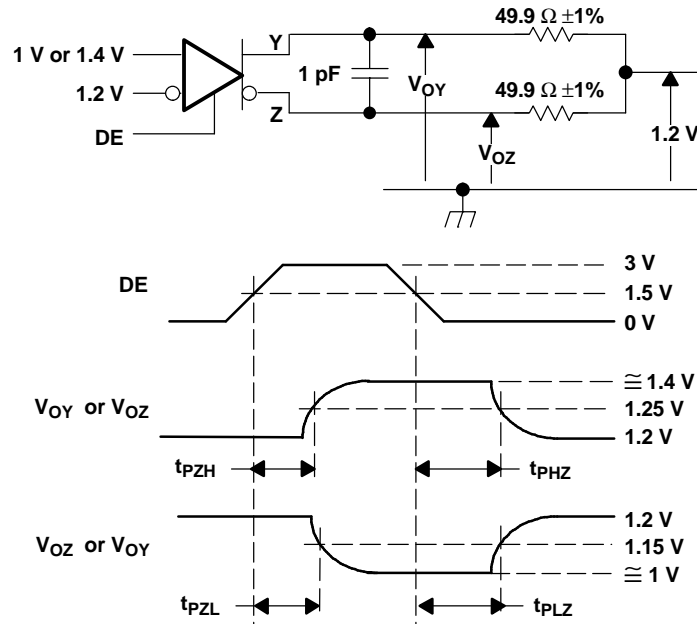 49.9 Ω ±1%
Y
1 V or 1.4 V
1 pF
V_OY
49.9 Ω ±1%
1.2 V
1.2 V
Z
DE
V_OZ
3 V
DE
1.5 V
0 V
≅ 1.4 V
V_OY or V_OZ
1.25 V
1.2 V
t_PZH
t_PHZ
1.2 V
V_OZ or V_OY
1.15 V
≅ 1 V
t_PZL
t_PLZ